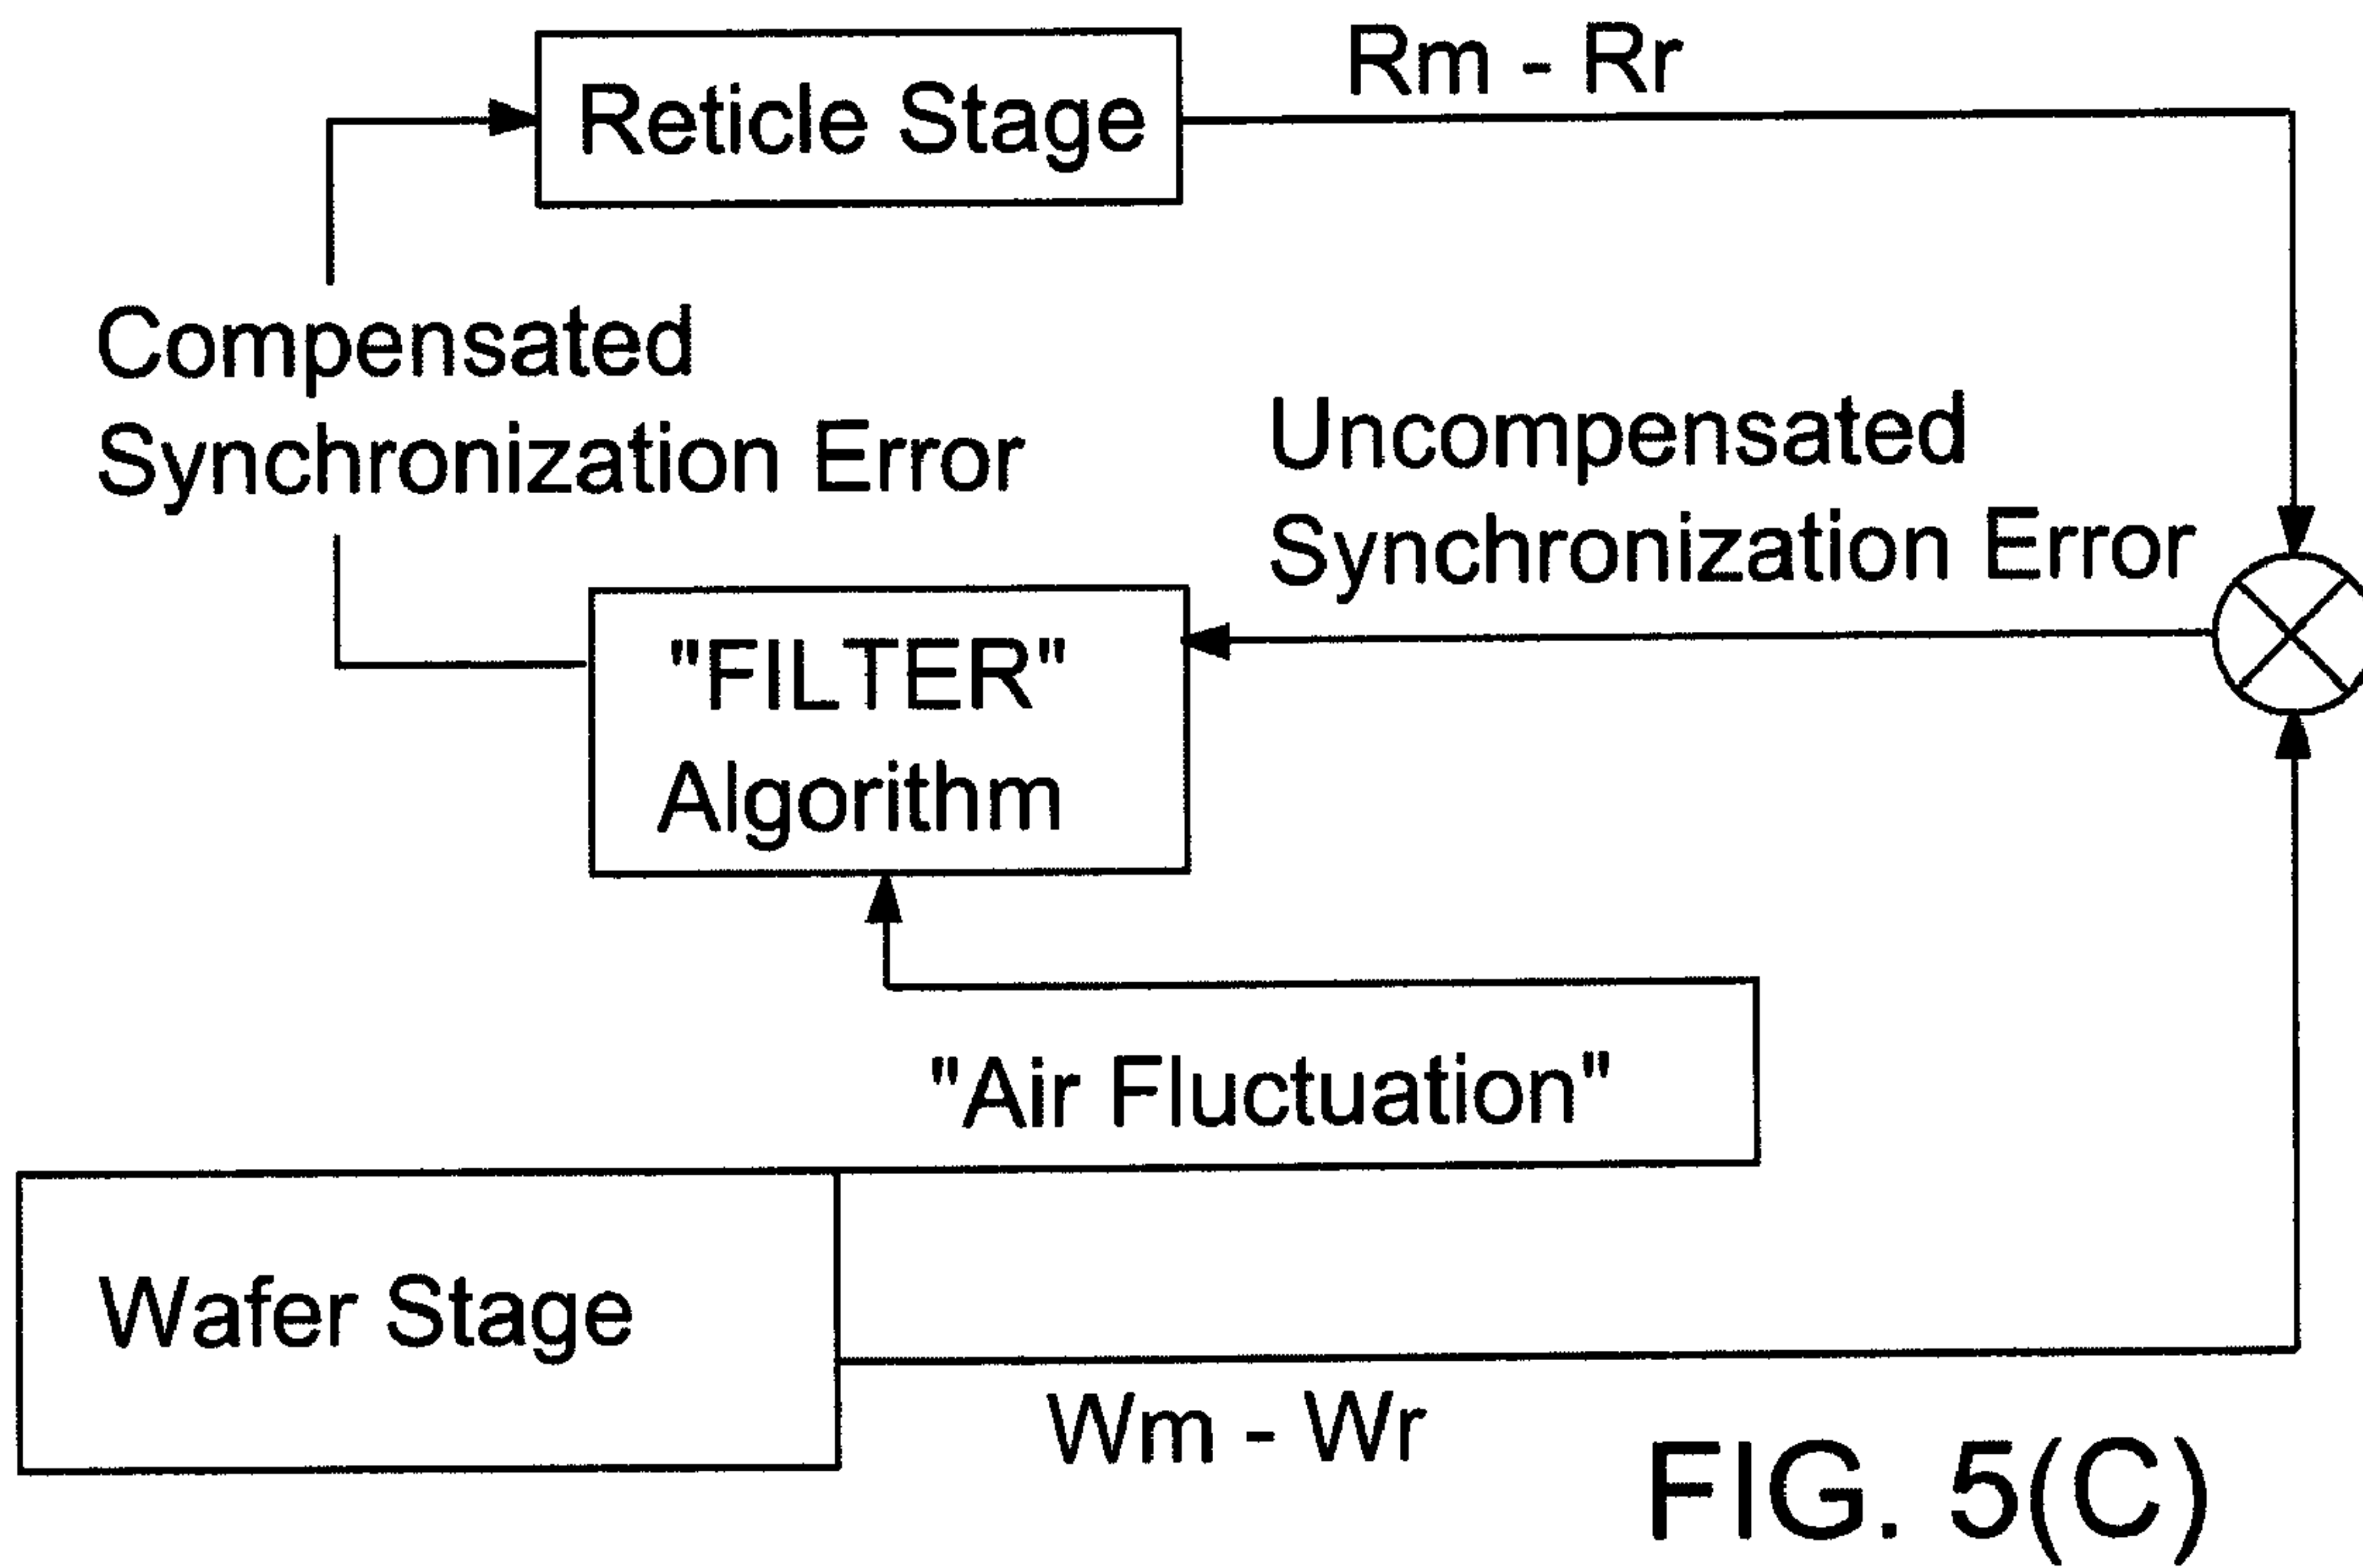 Reticle Stage
Rm - Rr
Compensated
Synchronization Error
Uncompensated
Synchronization Error
"FILTER"
Algorithm
"Air Fluctuation"
Wafer Stage
Wm - Wr
FIG. 5(C)